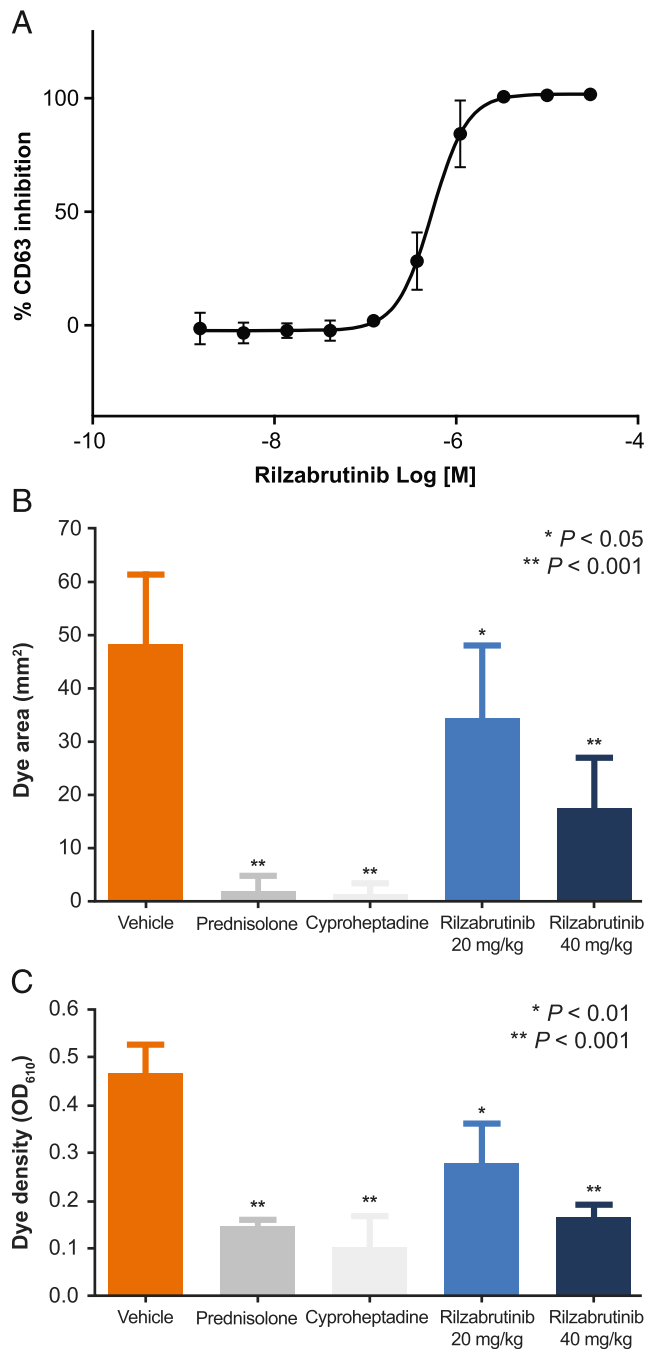 A
% CD63 inhibition
100
50
0
-10
-8
-6
-4
Rilzabrutinib Log [M]
B
Dye area (mm²)
70
60
50
40
30
20
10
0
* P < 0.05
** P < 0.001
**
**
*
**
Vehicle
Prednisolone
Cyproheptadine
Rilzabrutinib
20 mg/kg
Rilzabrutinib
40 mg/kg
C
Dye density (OD₆₁₀)
0.6
0.5
0.4
0.3
0.2
0.1
0.0
* P < 0.01
** P < 0.001
**
**
*
**
Vehicle
Prednisolone
Cyproheptadine
Rilzabrutinib
20 mg/kg
Rilzabrutinib
40 mg/kg